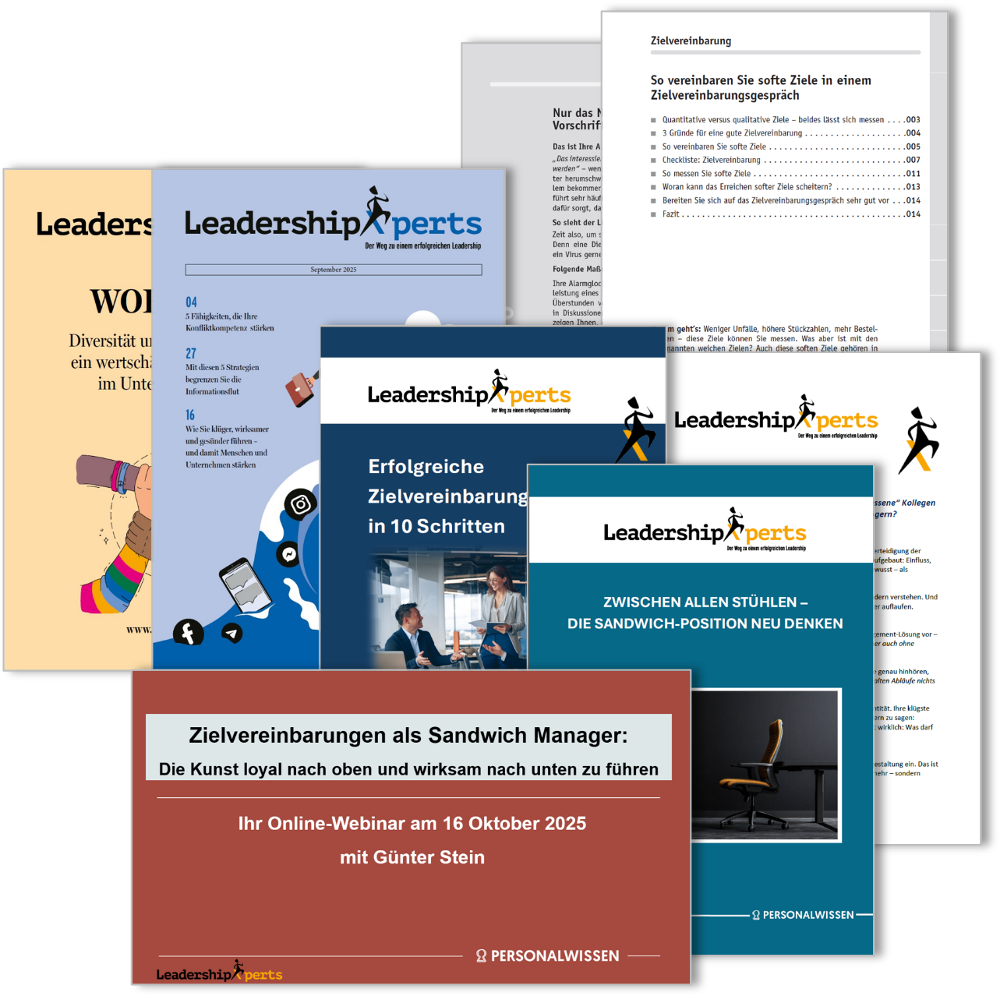 Zielvereinbarung
So vereinbaren Sie softe Ziele in einem
Zielvereinbarungsgespräch
Quantitative versus qualitative Ziele – beides lässt sich messen . . . .003
3 Gründe für eine gute Zielvereinbarung . . . . . . . . . . . . . . . . . . . . . . .004
So vereinbaren Sie softe Ziele . . . . . . . . . . . . . . . . . . . . . . . . . . . . . . .005
Checkliste: Zielvereinbarung . . . . . . . . . . . . . . . . . . . . . . . . . . . . . . . .007
So messen Sie softe Ziele . . . . . . . . . . . . . . . . . . . . . . . . . . . . . . . . . . .011
Woran kann das Erreichen softer Ziele scheitern? . . . . . . . . . . . . . . . .013
Bereiten Sie sich auf das Zielvereinbarungsgespräch sehr gut vor . . .014
Fazit . . . . . . . . . . . . . . . . . . . . . . . . . . . . . . . . . . . . . . . . . . . . . . . . . . .014
m geht's: Weniger Unfälle, höhere Stückzahlen, mehr Bestel-
en – diese Ziele können Sie messen. Was aber ist mit den
nannten weichen Zielen? Auch diese soften Ziele gehören in
Nur das
Vorschrif
Das ist Ihre A
„Das interessie
werden“ – wen
ter herumschw
lem bekommer
führt sehr häuf
dafür sorgt, da
So sieht der L
Zeit also, um s
Denn eine Die
ein Virus gerne
Folgende Maß
Ihre Alarmgloc
leistung eines
Überstunden v
in Diskussione
zeigen Ihnen,
Leaders
WOR
Diversität un
ein wertschä
im Unte
www.
LeadershipXperts
Der Weg zu einem erfolgreichen Leadership
September 2025
04
5 Fähigkeiten, die Ihre
Konfliktkompetenz stärken
27
Mit diesen 5 Strategien
begrenzen Sie die
Informationsflut
16
Wie Sie klüger, wirksamer
und gesünder führen –
und damit Menschen und
Unternehmen stärken
LeadershipXperts
Der Weg zu einem erfolgreichen Leadership
Erfolgreiche
Zielvereinbarung
in 10 Schritten
LeadershipXperts
Der Weg zu einem erfolgreichen Leadership
ssene“ Kollegen
gern?
erteidigung der
ufgebaut: Einfluss,
wusst – als
ndern verstehen. Und
er auflaufen.
gement-Lösung vor –
er auch ohne
e genau hinhören,
alten Abläufe nichts
ntität. Ihre klügste
ern zu sagen:
: wirklich: Was darf
estaltung ein. Das ist
mehr – sondern
LeadershipXperts
Der Weg zu einem erfolgreichen Leadership
ZWISCHEN ALLEN STÜHLEN –
DIE SANDWICH-POSITION NEU DENKEN
PERSONALWISSEN
Zielvereinbarungen als Sandwich Manager:
Die Kunst loyal nach oben und wirksam nach unten zu führen
Ihr Online-Webinar am 16 Oktober 2025
mit Günter Stein
PERSONALWISSEN
LeadershipXperts